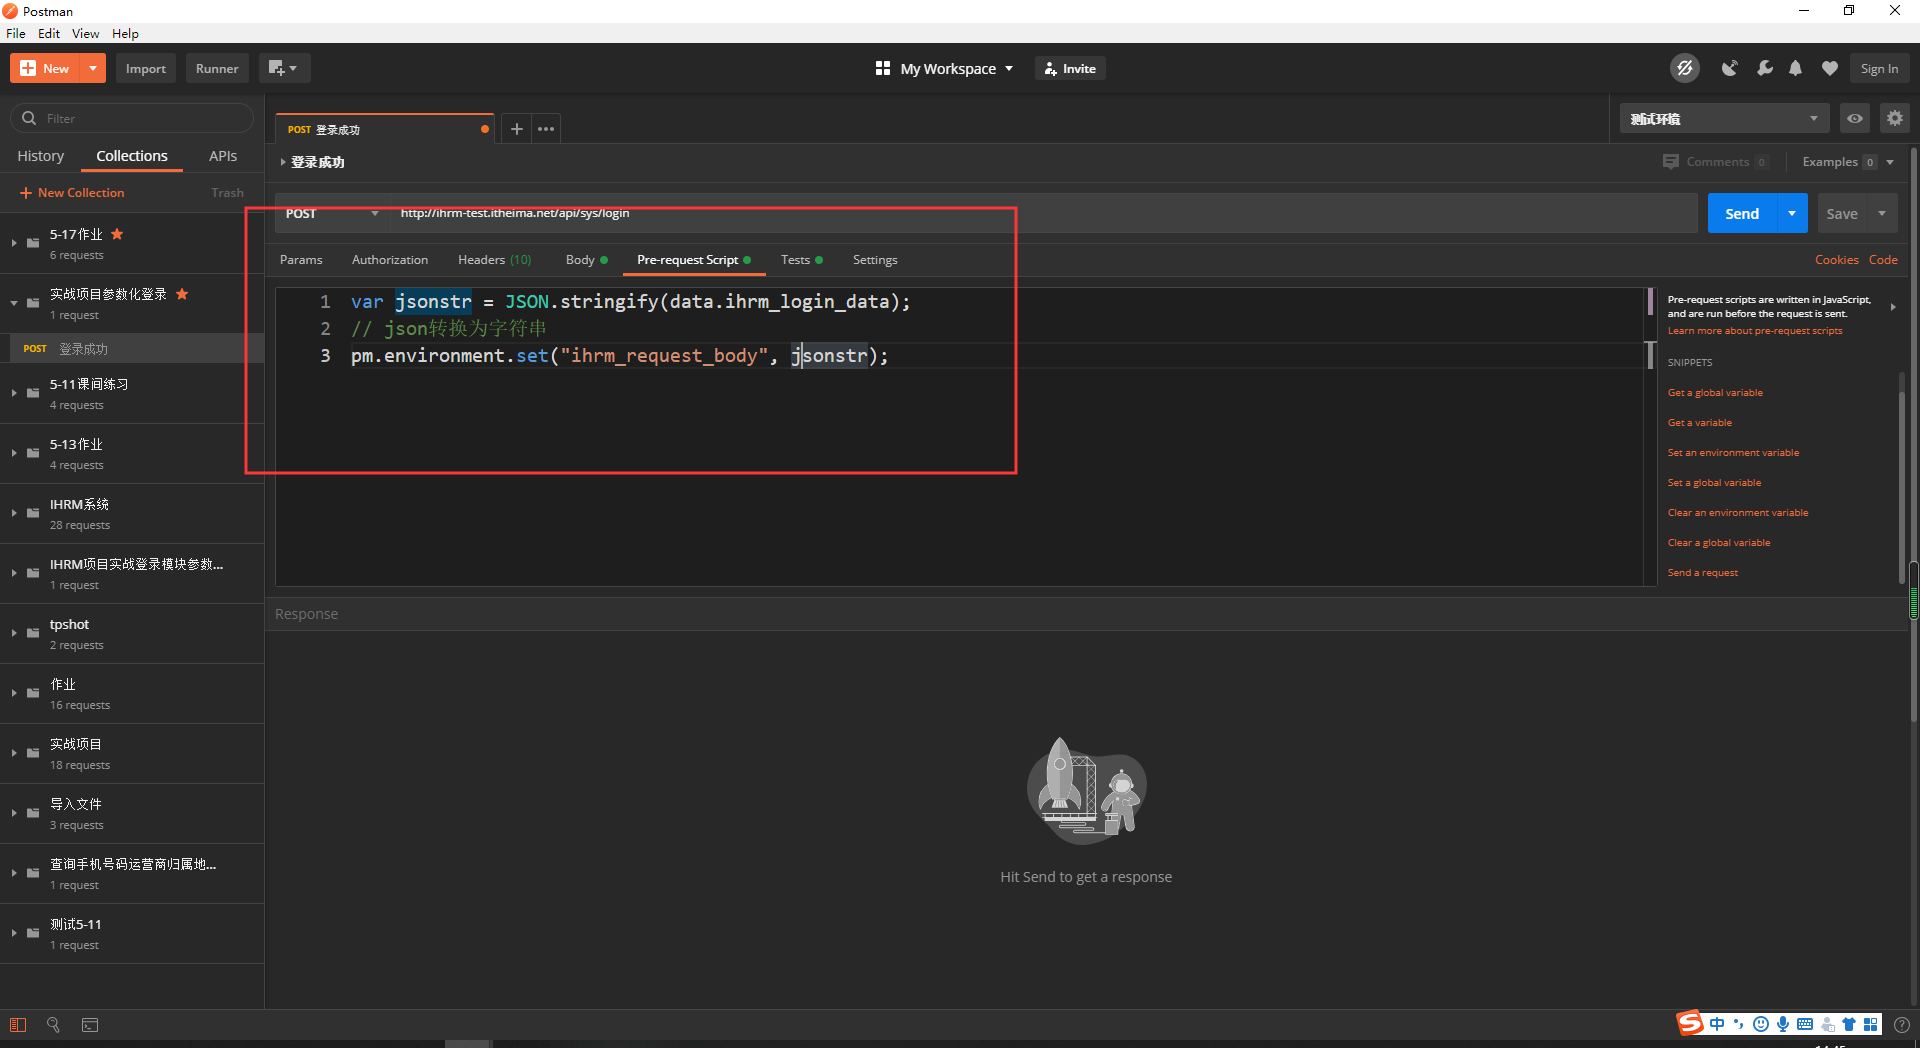 Postman
File Edit View Help
New Import Runner My Workspace Invite Sign In
Filter
History Collections APIs
New Collection Trash
5-17作业
6 requests
实战项目参数化登录
1 request
POST 登录成功
5-11课间练习
4 requests
5-13作业
4 requests
IHRM系统
28 requests
IHRM项目实战登录模块参数...
1 request
tpshot
2 requests
作业
16 requests
实战项目
18 requests
导入文件
3 requests
查询手机号码运营商归属地...
1 request
测试5-11
1 request
POST 登录成功
测试环境
登录成功
Comments 0 Examples 0
POST http://ihrm-test.itheima.net/api/sys/login Send Save
Params Authorization Headers (10) Body Pre-request Script Tests Settings Cookies Code
1 var jsonstr = JSON.stringify(data.ihrm_login_data);
2 // json转换为字符串
3 pm.environment.set("ihrm_request_body", jsonstr);
Pre-request scripts are written in JavaScript,
and are run before the request is sent.
Learn more about pre-request scripts
SNIPPETS
Get a global variable
Get a variable
Set an environment variable
Set a global variable
Clear an environment variable
Clear a global variable
Send a request
Response
Hit Send to get a response
中